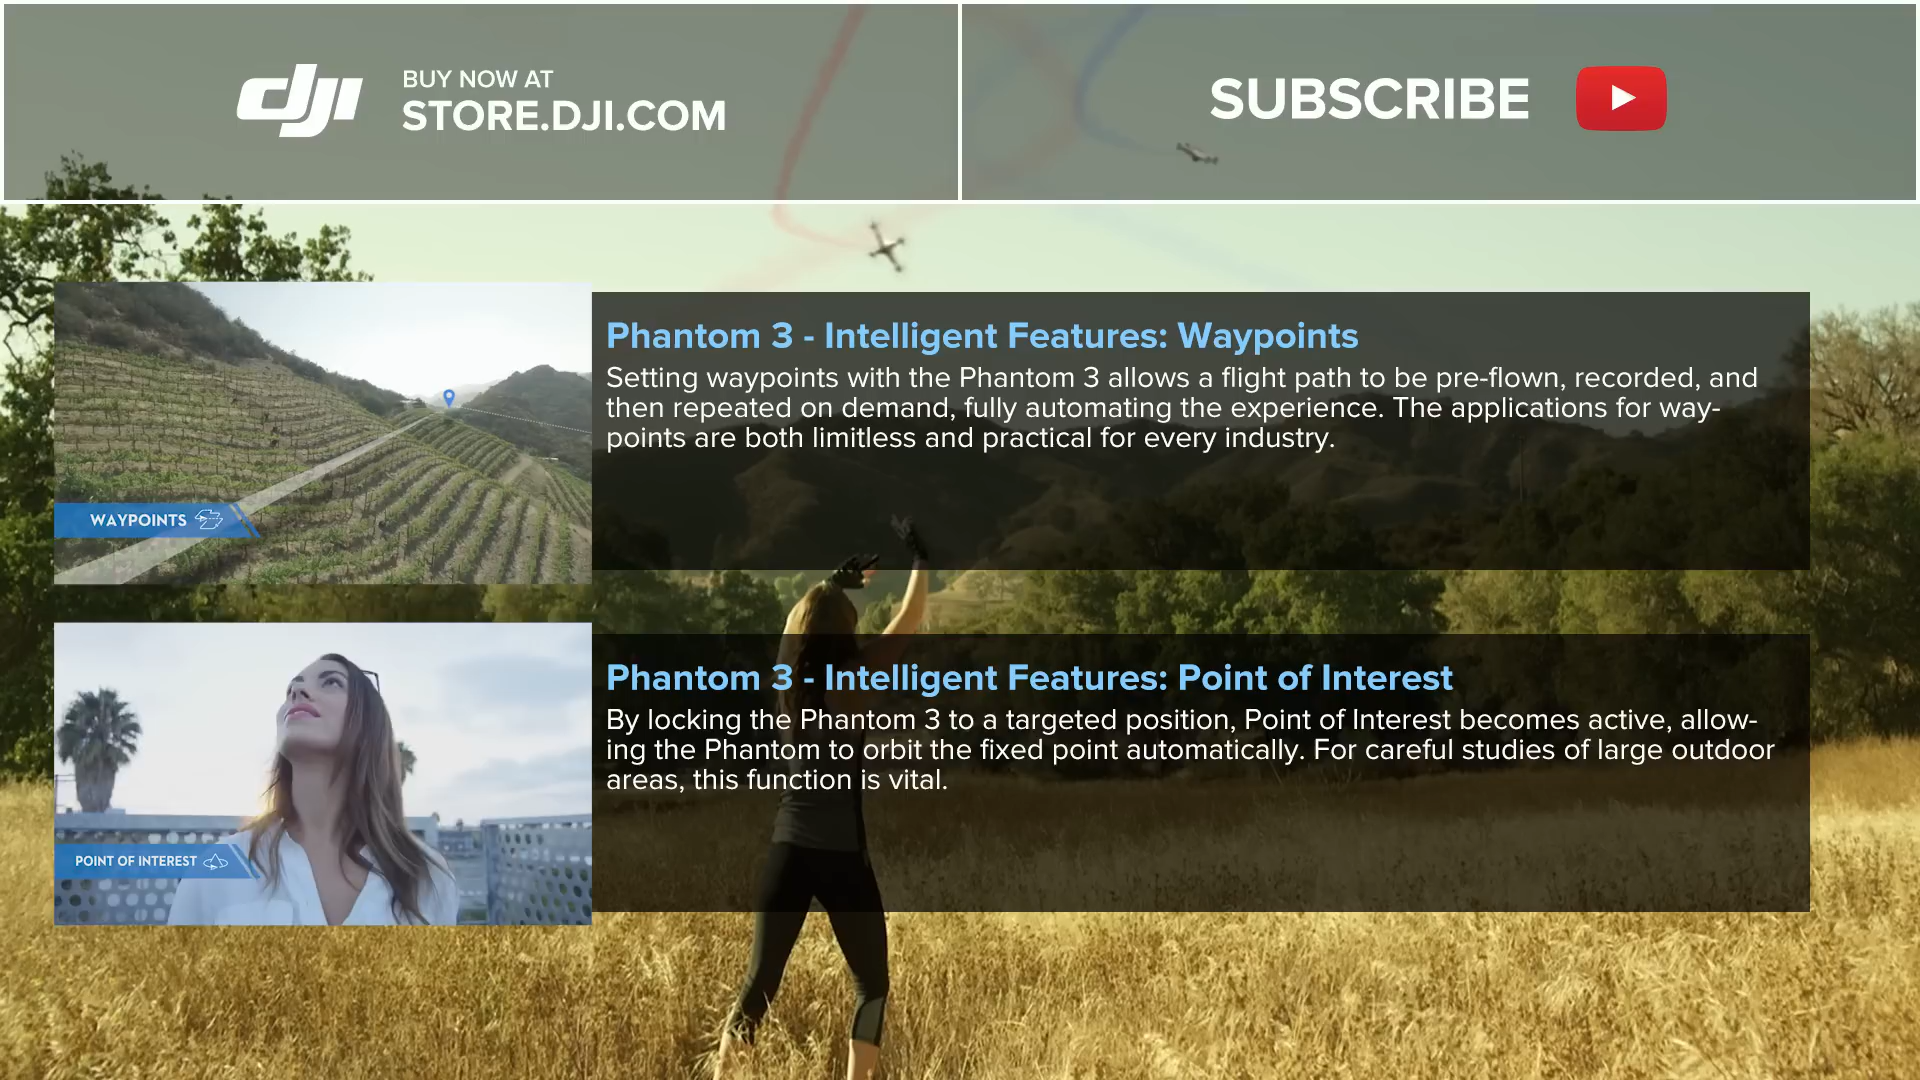 dji
BUY NOW AT
STORE.DJI.COM
SUBSCRIBE
Phantom 3 - Intelligent Features: Waypoints
Setting waypoints with the Phantom 3 allows a flight path to be pre-flown, recorded, and
then repeated on demand, fully automating the experience. The applications for way-
points are both limitless and practical for every industry.
WAYPOINTS
Phantom 3 - Intelligent Features: Point of Interest
By locking the Phantom 3 to a targeted position, Point of Interest becomes active, allow-
ing the Phantom to orbit the fixed point automatically. For careful studies of large outdoor
areas, this function is vital.
POINT OF INTEREST